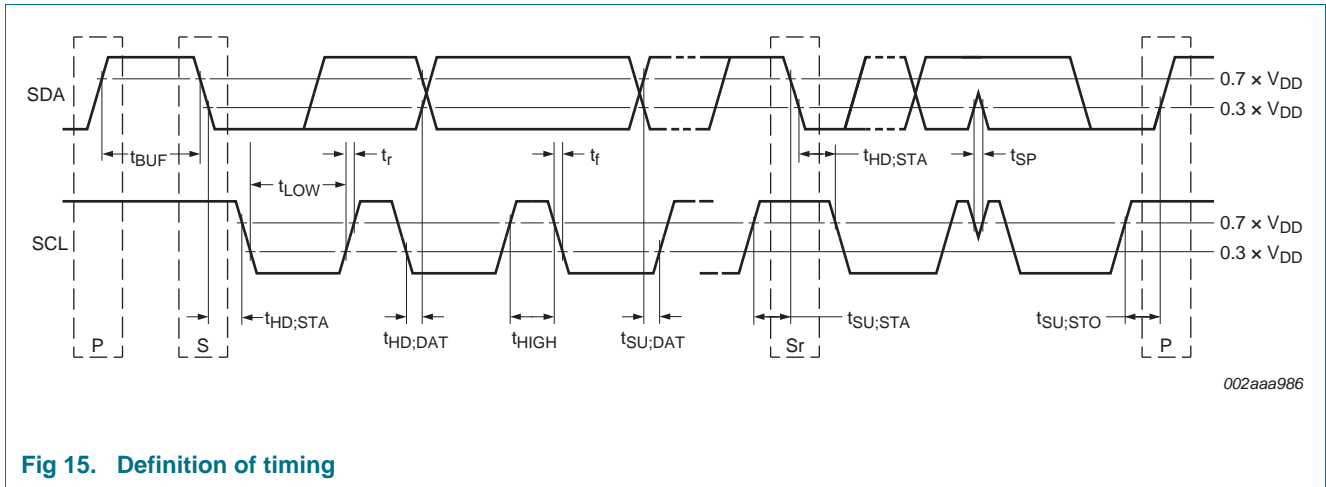 SDA
0.7 × VDD
0.3 × VDD
tBUF
tr
tf
tHD;STA
tSP
tLOW
SCL
0.7 × VDD
0.3 × VDD
tHD;STA
tHD;DAT
tHIGH
tSU;DAT
tSU;STA
tSU;STO
P
S
Sr
P
002aaa986
Fig 15. Definition of timing